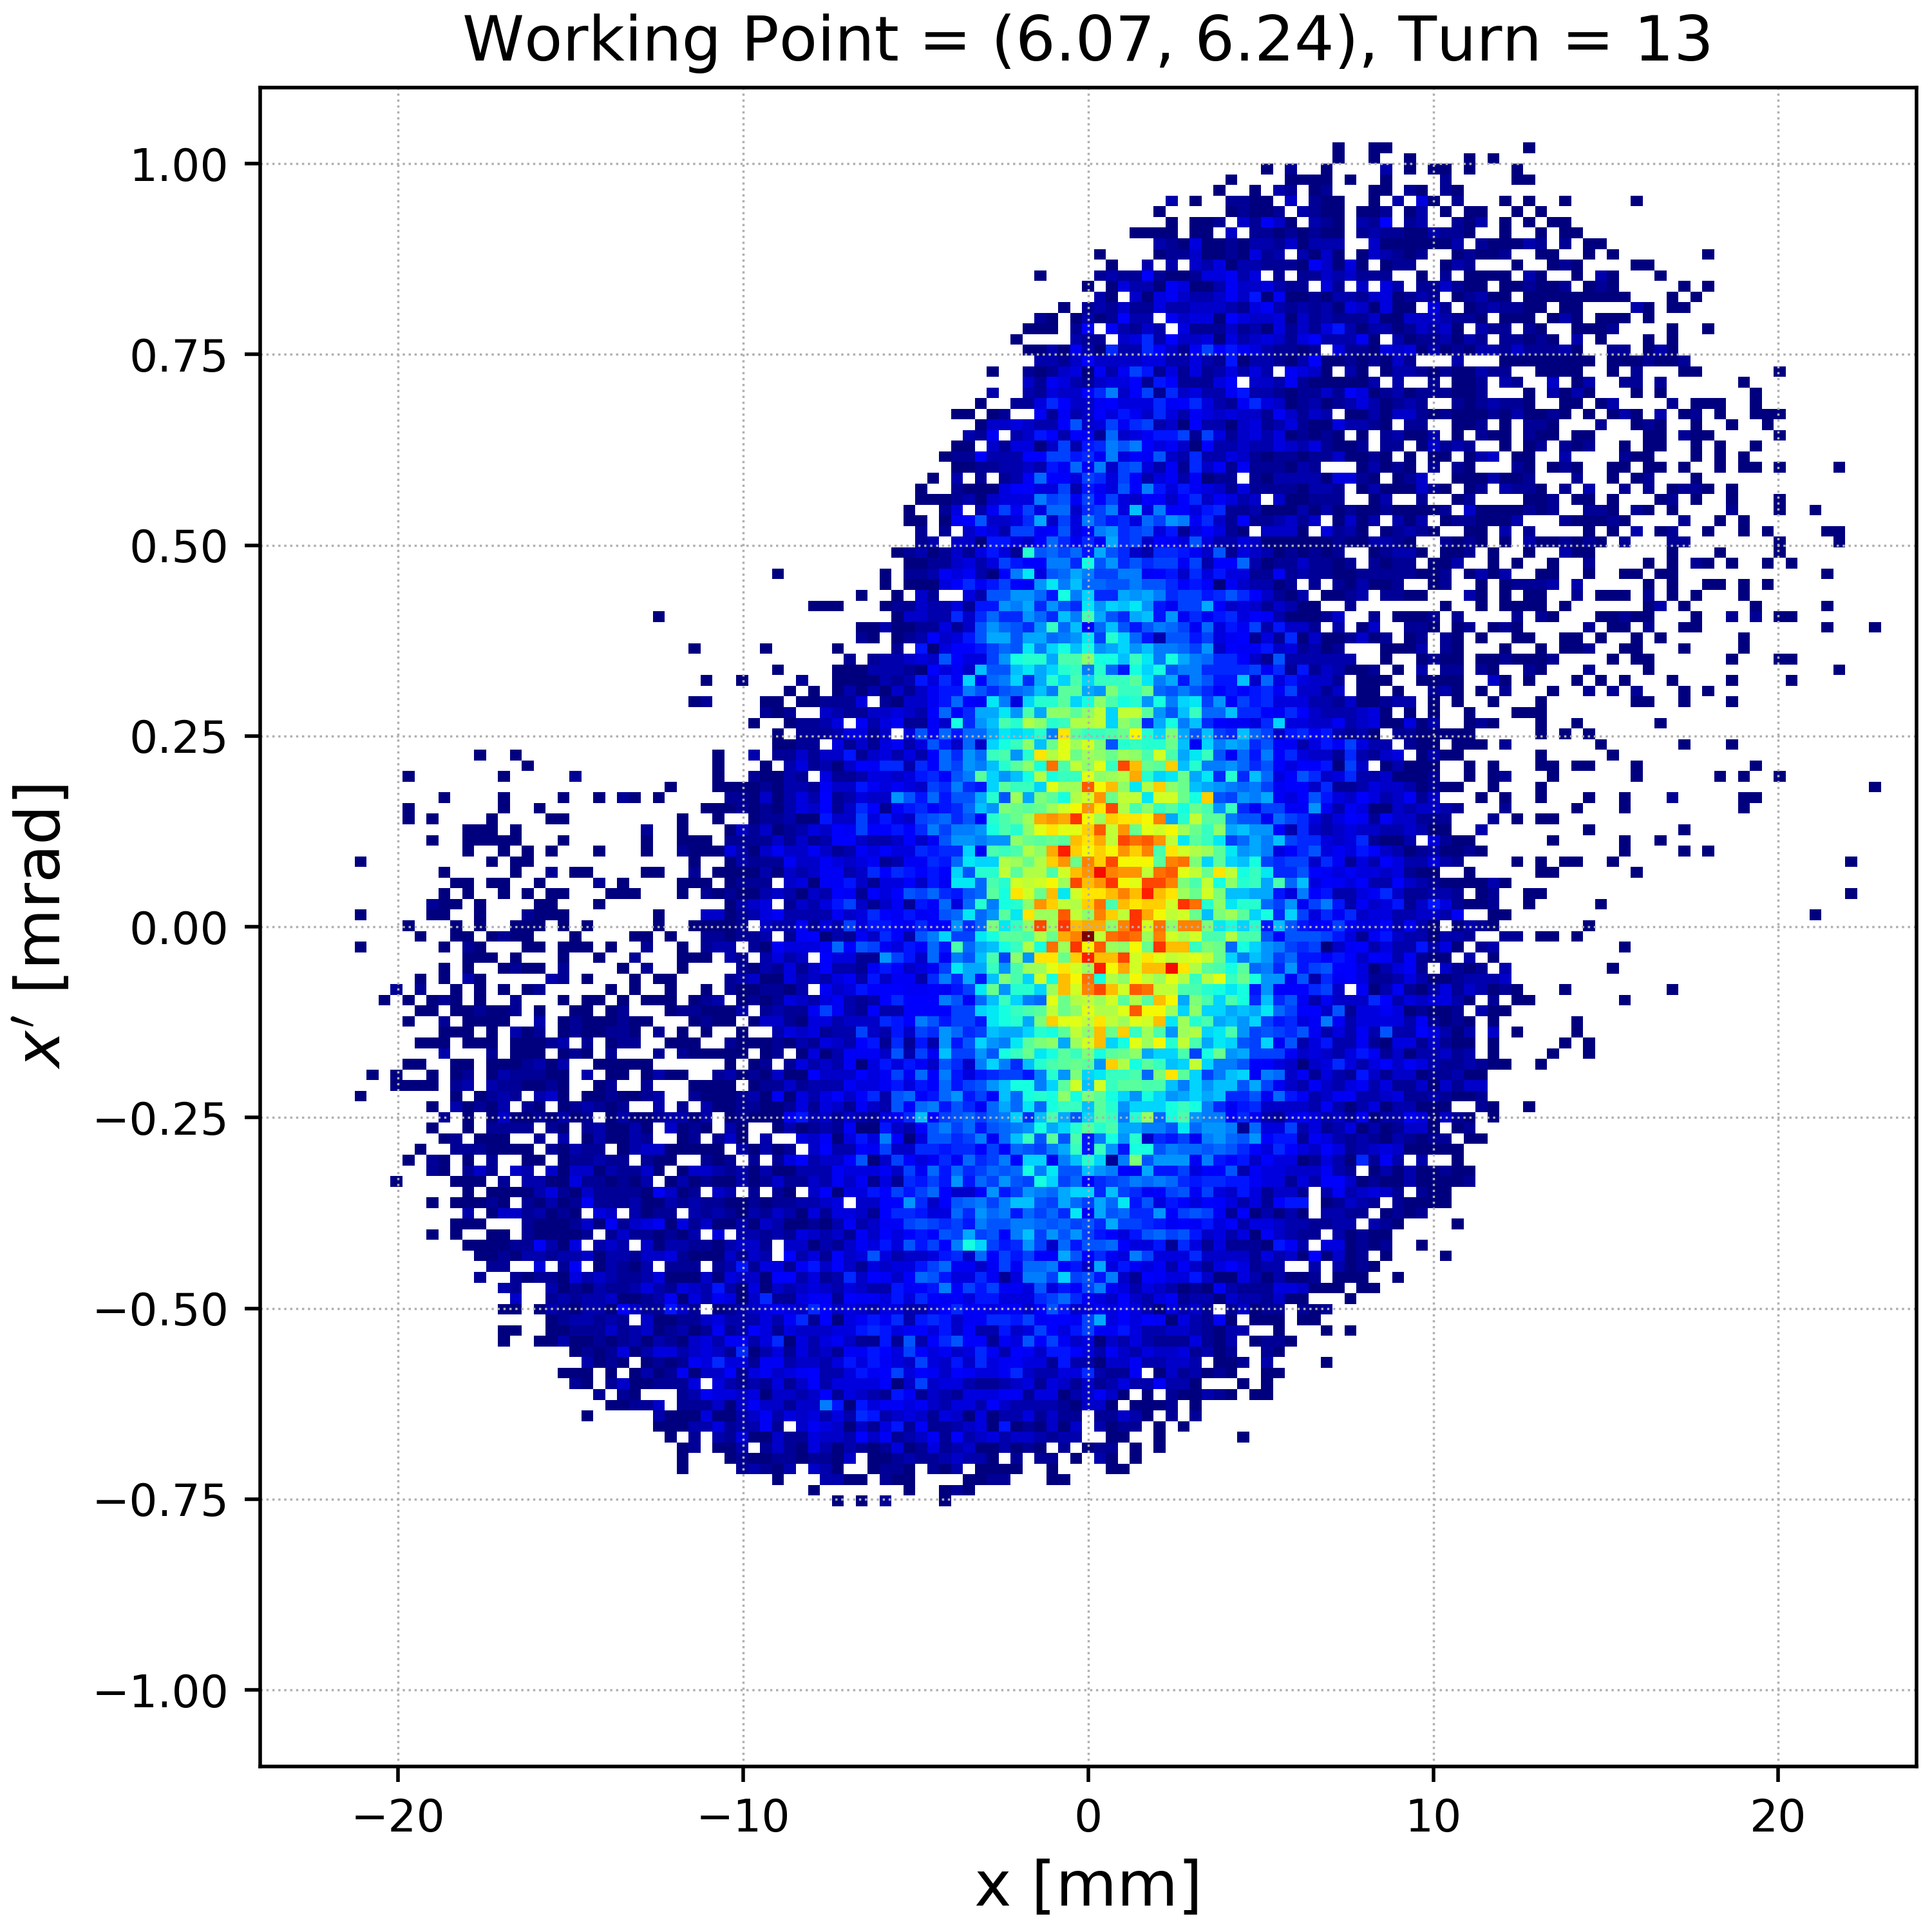 Working Point = (6.07, 6.24), Turn = 13
1.00
0.75
0.50
0.25
0.00
−0.25
−0.50
−0.75
−1.00
x′ [mrad]
−20 −10 0 10 20
x [mm]